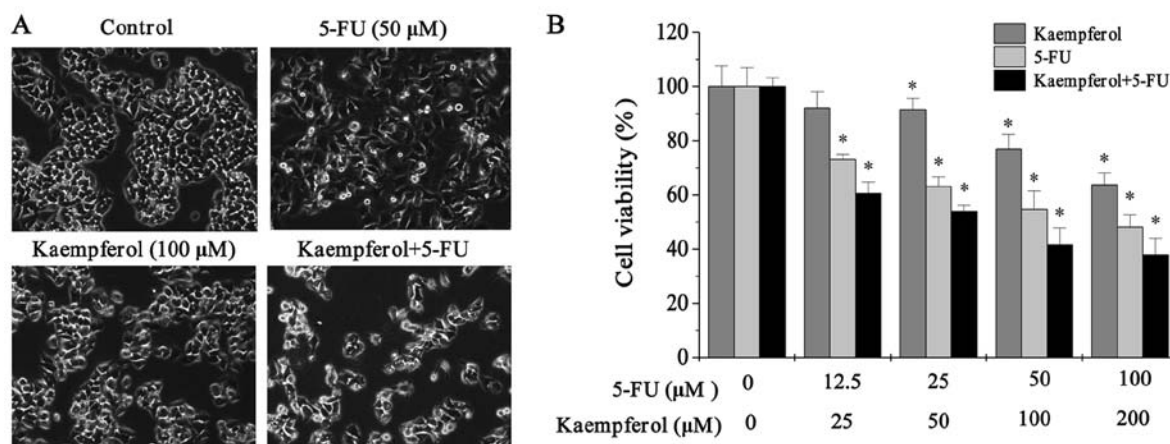 A
Control
5-FU (50 μM)
Kaempferol (100 μM)
Kaempferol+5-FU
B
Kaempferol
5-FU
Kaempferol+5-FU
Cell viability (%)
120
100
80
60
40
20
0
* * *
* * *
* * *
* *
5-FU (μM ) 0 12.5 25 50 100
Kaempferol (μM) 0 25 50 100 200